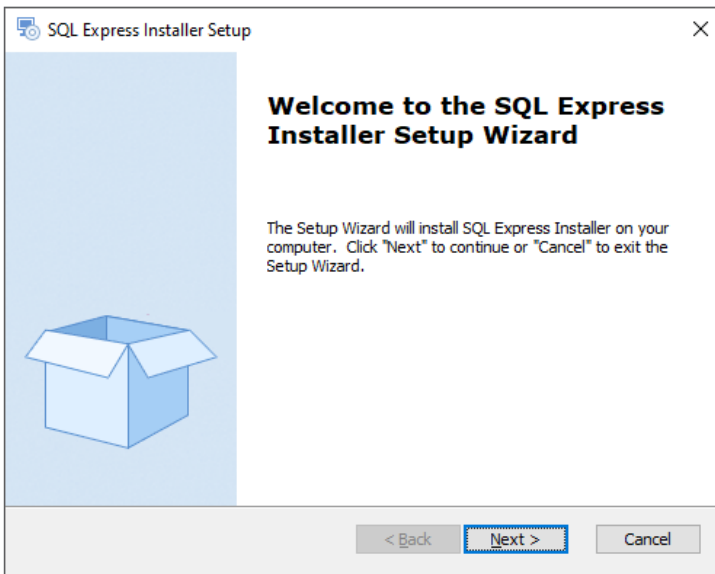 SQL Express Installer Setup
Welcome to the SQL Express
Installer Setup Wizard
The Setup Wizard will install SQL Express Installer on your
computer.  Click "Next" to continue or "Cancel" to exit the
Setup Wizard.
< Back
Next >
Cancel